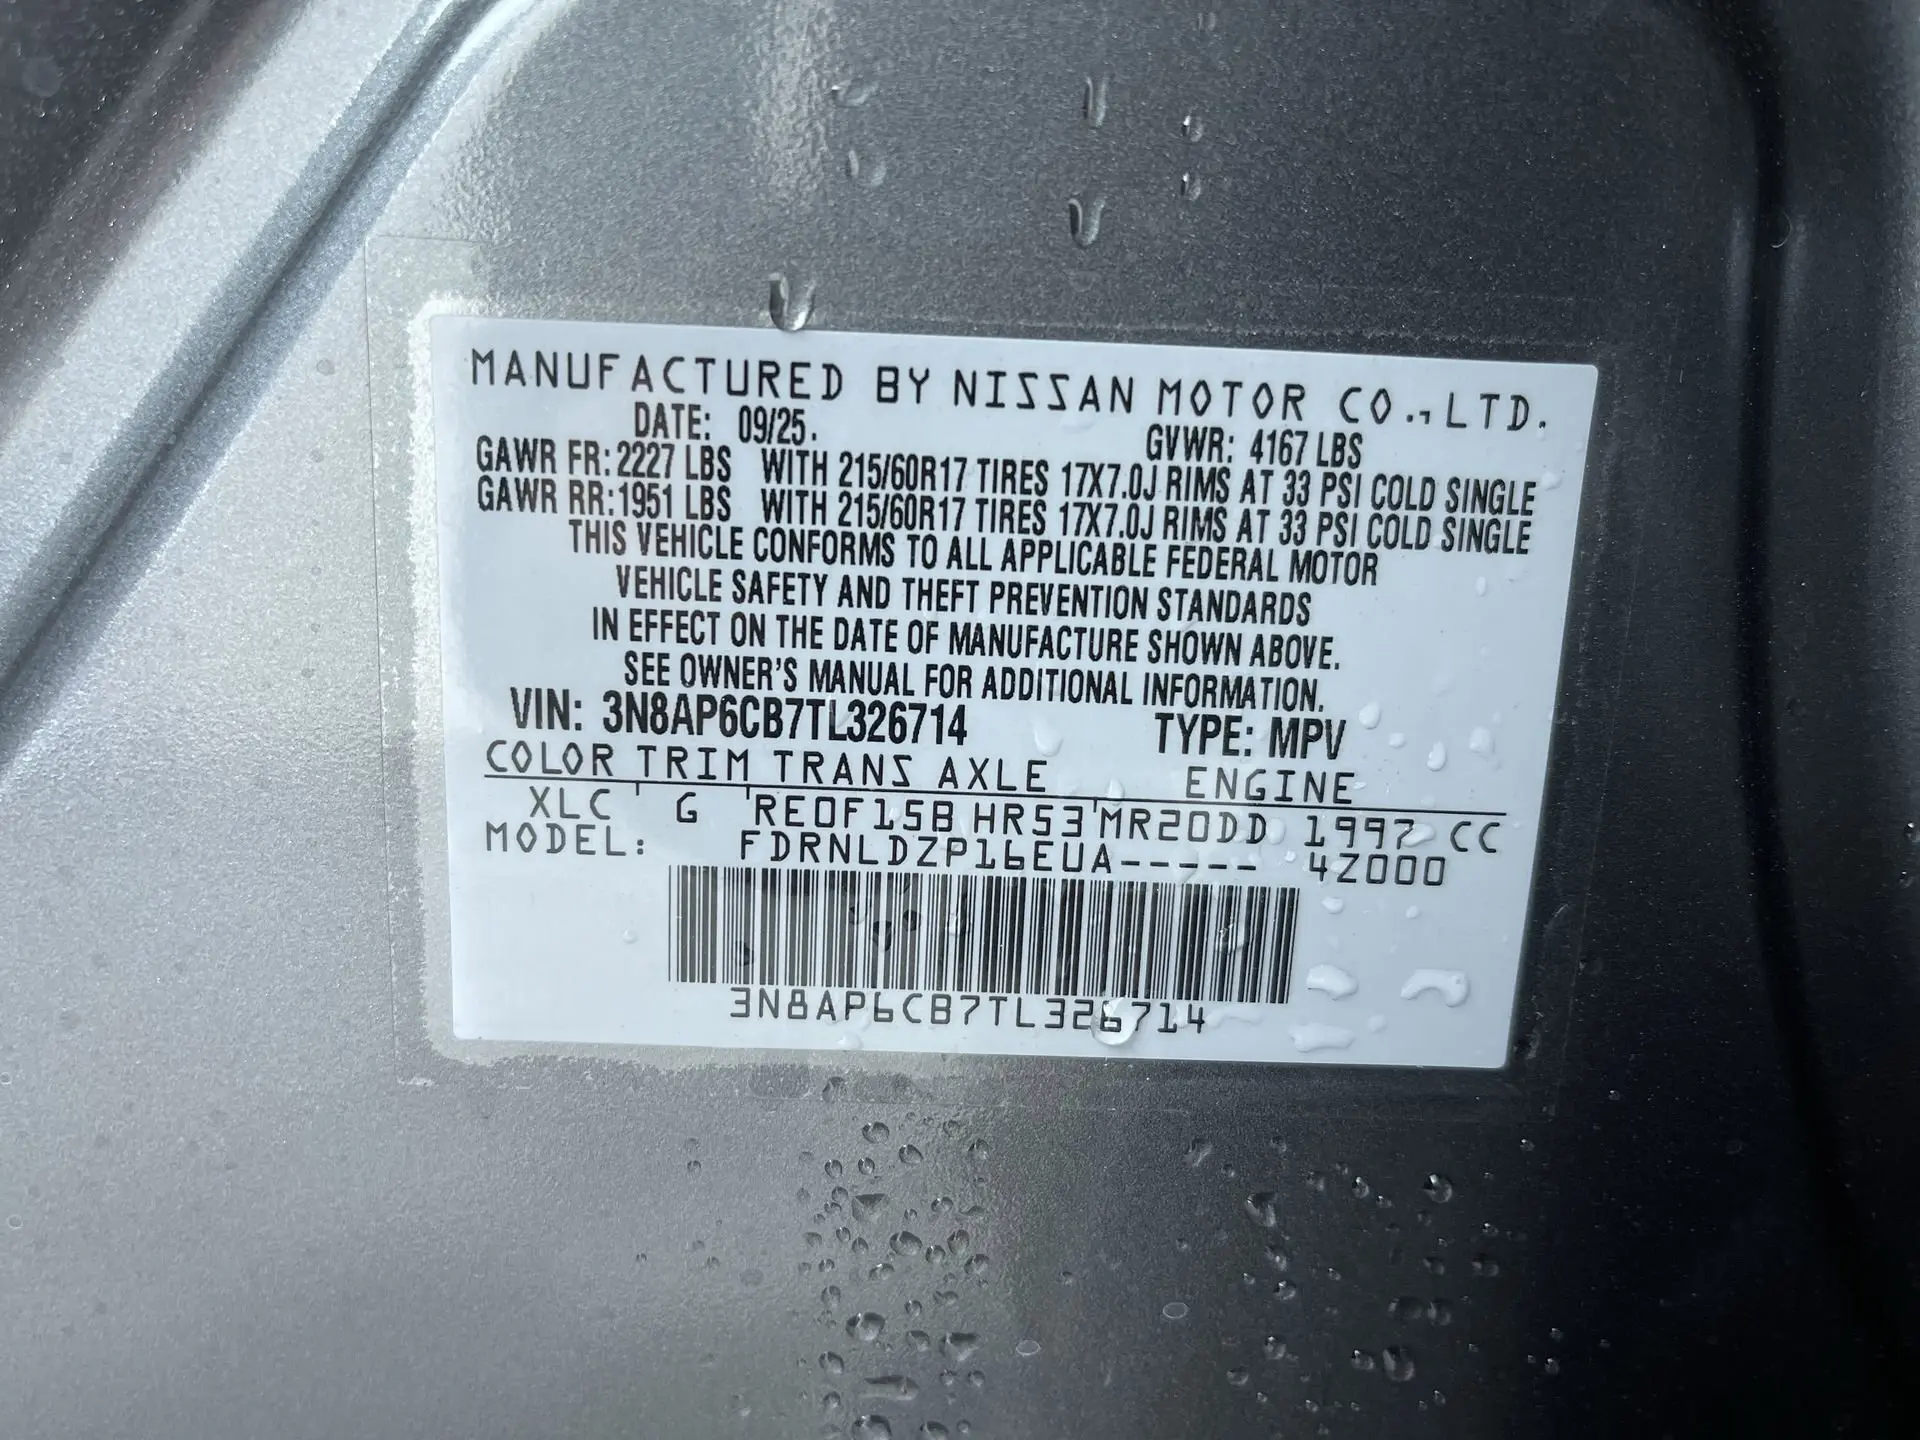 MANUFACTURED BY NISSAN MOTOR CO.,LTD.
DATE: 09/25. GVWR: 4167 LBS
GAWR FR:2227 LBS WITH 215/60R17 TIRES 17X7.0J RIMS AT 33 PSI COLD SINGLE
GAWR RR:1951 LBS WITH 215/60R17 TIRES 17X7.0J RIMS AT 33 PSI COLD SINGLE
THIS VEHICLE CONFORMS TO ALL APPLICABLE FEDERAL MOTOR
VEHICLE SAFETY AND THEFT PREVENTION STANDARDS
IN EFFECT ON THE DATE OF MANUFACTURE SHOWN ABOVE.
SEE OWNER'S MANUAL FOR ADDITIONAL INFORMATION.
VIN: 3N8AP6CB7TL326714 TYPE: MPV
COLOR TRIM TRANS AXLE ENGINE
XLC G RE0F15B HR53 MR20DD 1997 CC
MODEL: FDRNLDZP16EUA----- 4Z000
3N8AP6CB7TL326714